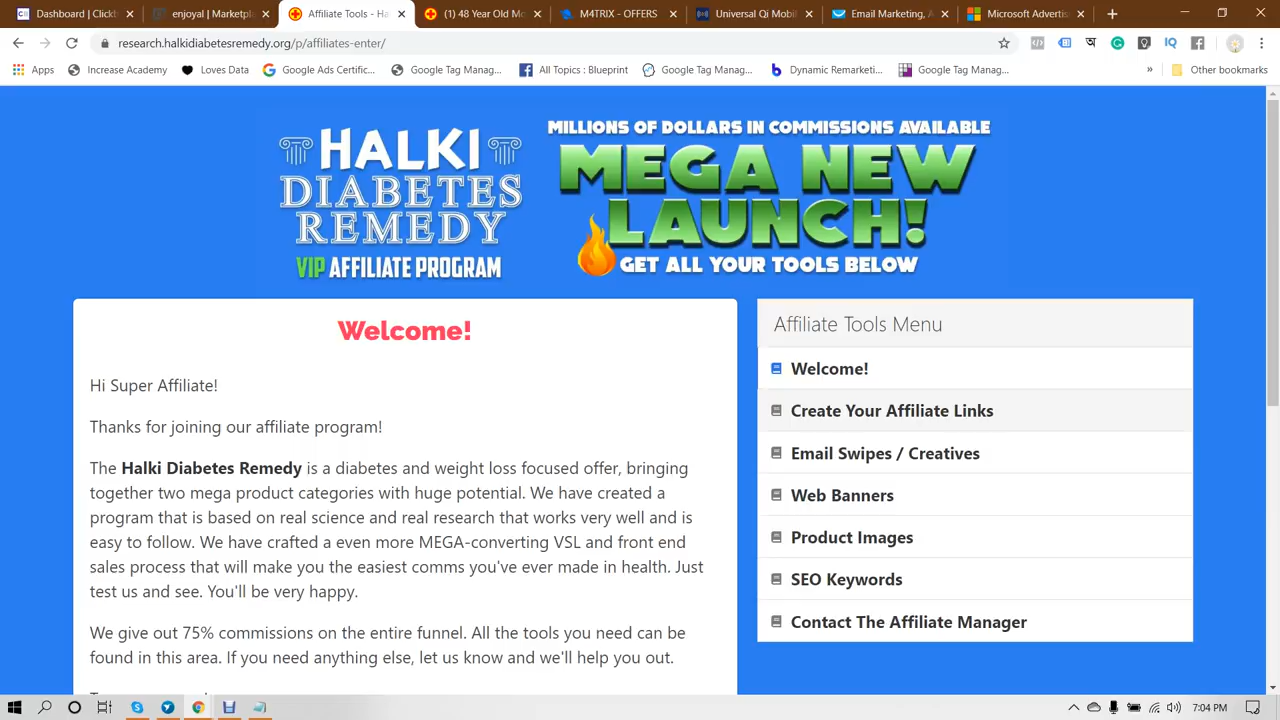 Dashboard | Clickt
enjoyal | Marketpl
Affiliate Tools - Ha
(1) 48 Year Old Mo
M4TRIX - OFFERS
Universal Qi Mobil
Email Marketing, A
Microsoft Advertis
research.halkidiabetesremedy.org/p/affiliates-enter/
Apps
Increase Academy
Loves Data
Google Ads Certific...
Google Tag Manag...
All Topics : Blueprint
Google Tag Manag...
Dynamic Remarketi...
Google Tag Manag...
»
Other bookmarks
HALKI
DIABETES
REMEDY
VIP AFFILIATE PROGRAM
MILLIONS OF DOLLARS IN COMMISSIONS AVAILABLE
MEGA NEW
LAUNCH!
GET ALL YOUR TOOLS BELOW
Welcome!
Hi Super Affiliate!
Thanks for joining our affiliate program!
The Halki Diabetes Remedy is a diabetes and weight loss focused offer, bringing
together two mega product categories with huge potential. We have created a
program that is based on real science and real research that works very well and is
easy to follow. We have crafted a even more MEGA-converting VSL and front end
sales process that will make you the easiest comms you've ever made in health. Just
test us and see. You'll be very happy.
We give out 75% commissions on the entire funnel. All the tools you need can be
found in this area. If you need anything else, let us know and we'll help you out.
Affiliate Tools Menu
Welcome!
Create Your Affiliate Links
Email Swipes / Creatives
Web Banners
Product Images
SEO Keywords
Contact The Affiliate Manager
7:04 PM